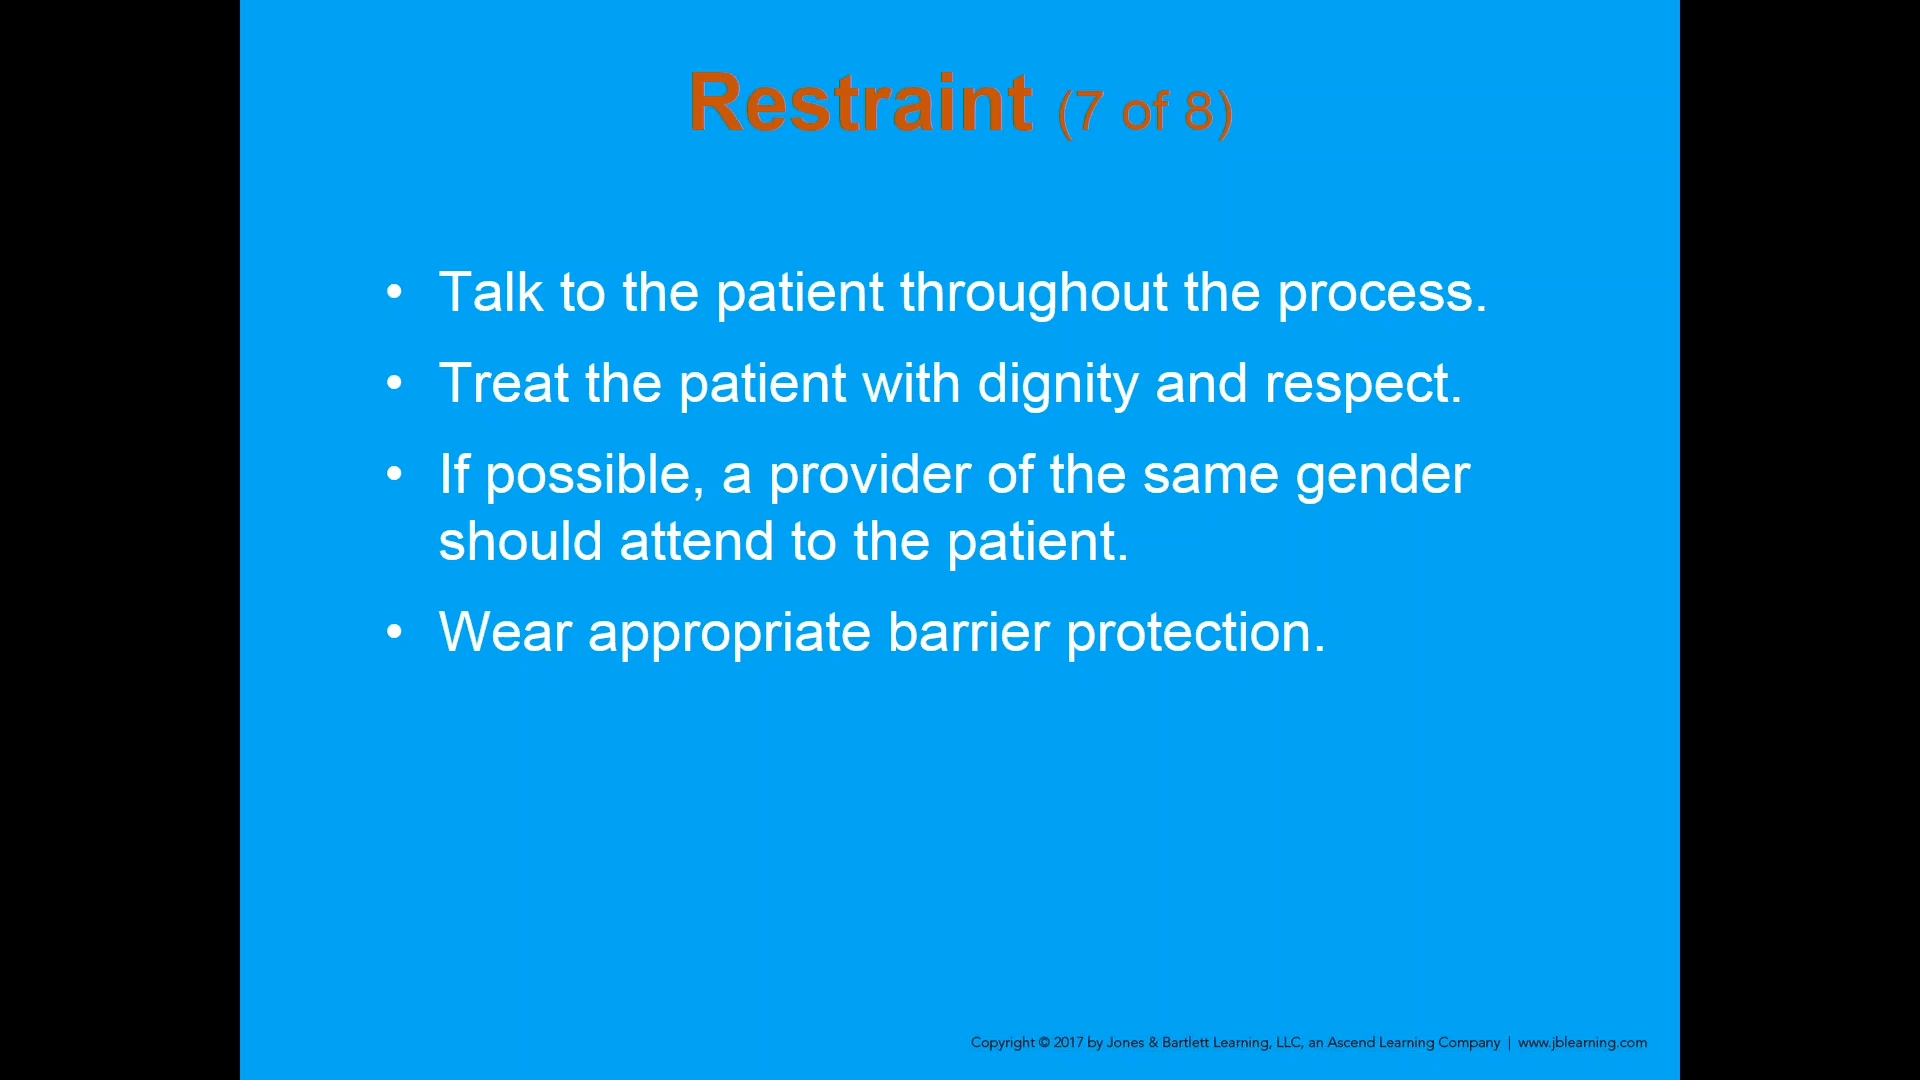 Restraint (7 of 8)
• Talk to the patient throughout the process.
• Treat the patient with dignity and respect.
• If possible, a provider of the same gender
should attend to the patient.
• Wear appropriate barrier protection.
Copyright © 2017 by Jones & Bartlett Learning, LLC, an Ascend Learning Company | www.jblearning.com